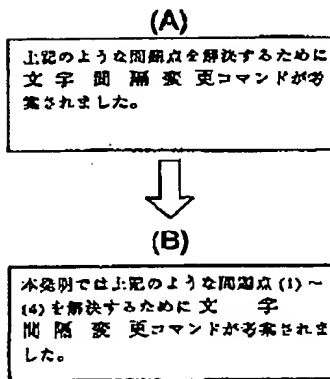 (A)
上記のような問題点を解決するために
文字間隔変更コマンドが考
案されました。
(B)
本発明では上記のような問題点(1)～
(4)を解決するために文 字
間 隔 変 更コマンドが考案されま
した。